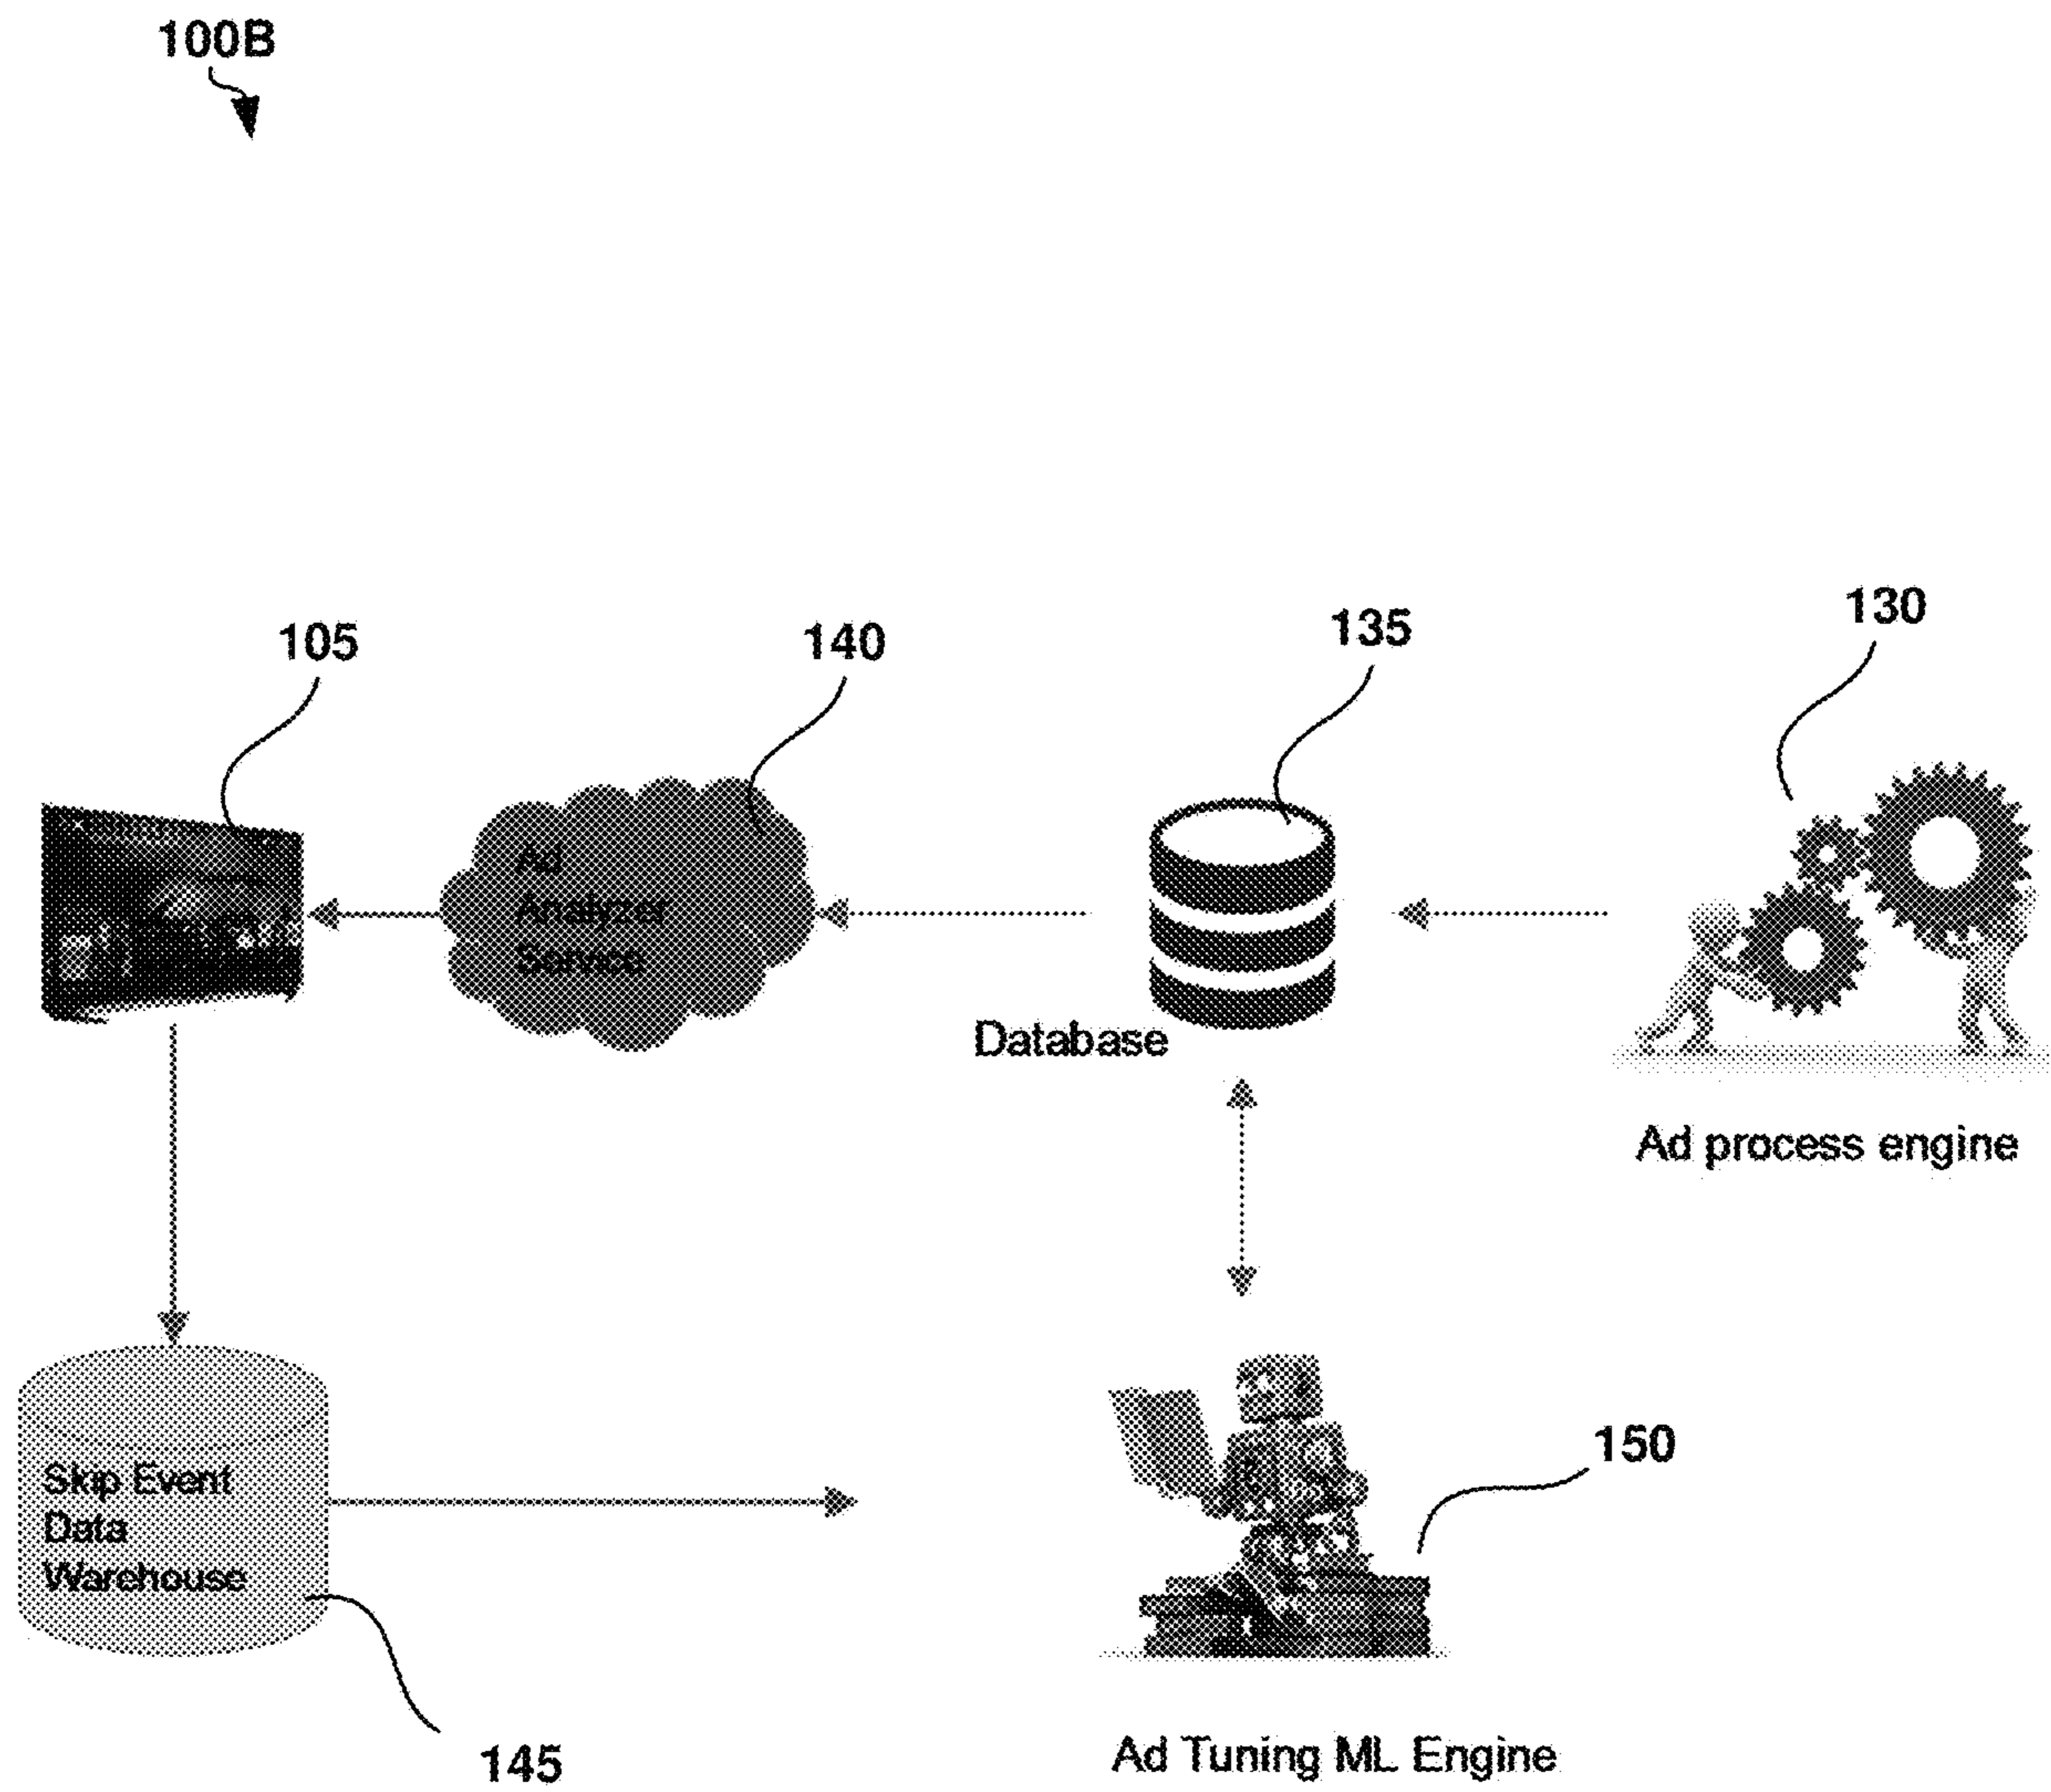 100B
130
135
105
140
Ad
Analyzer
Service
Database
Ad process engine
150
Skip Event
Data
Warehouse
145
Ad Tuning ML Engine